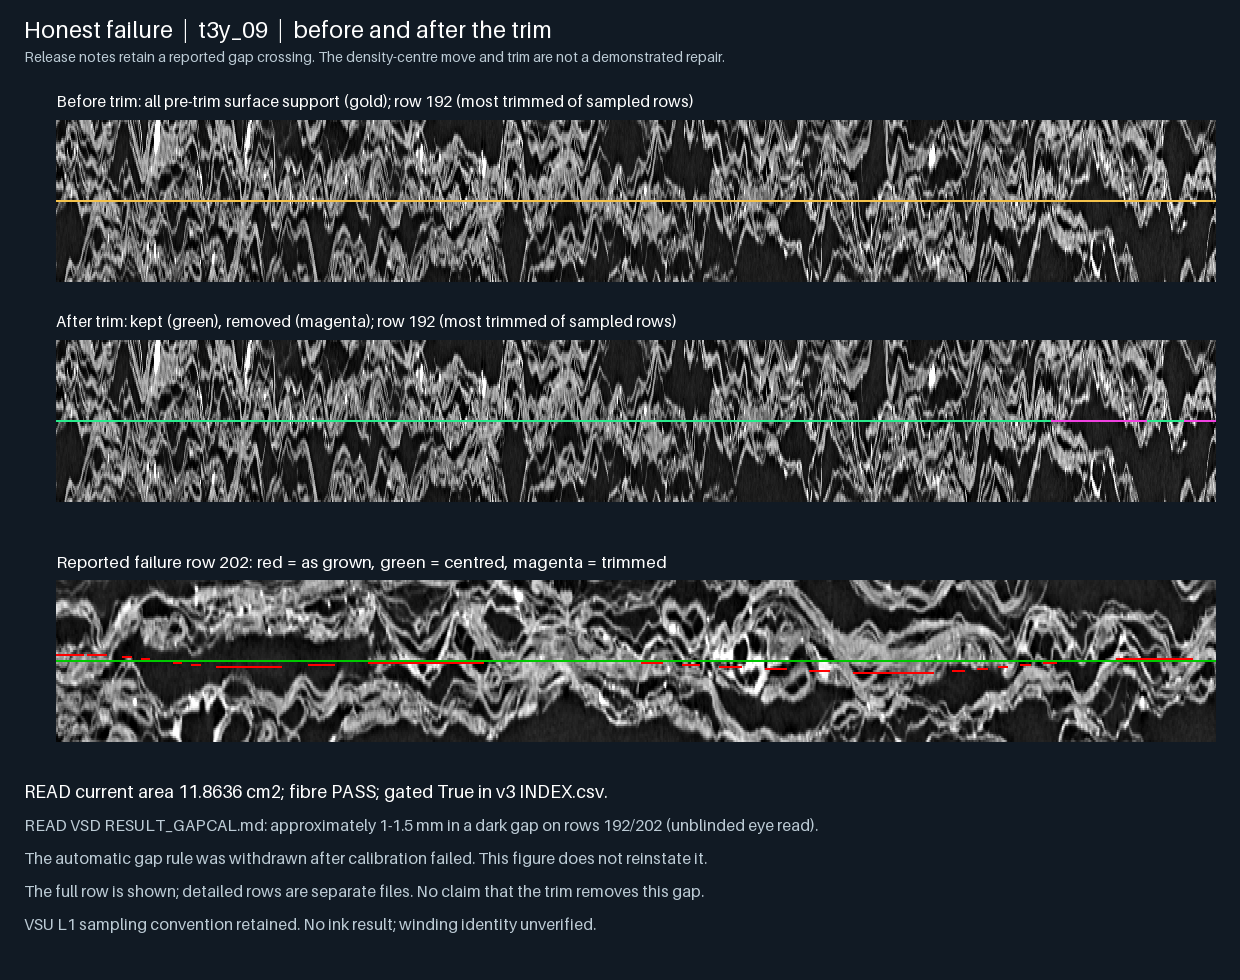 Honest failure | t3y_09 | before and after the trim
Release notes retain a reported gap crossing. The density-centre move and trim are not a demonstrated repair.
Before trim: all pre-trim surface support (gold); row 192 (most trimmed of sampled rows)
After trim: kept (green), removed (magenta); row 192 (most trimmed of sampled rows)
Reported failure row 202: red = as grown, green = centred, magenta = trimmed
READ current area 11.8636 cm2; fibre PASS; gated True in v3 INDEX.csv.
READ VSD RESULT_GAPCAL.md: approximately 1-1.5 mm in a dark gap on rows 192/202 (unblinded eye read).
The automatic gap rule was withdrawn after calibration failed. This figure does not reinstate it.
The full row is shown; detailed rows are separate files. No claim that the trim removes this gap.
VSU L1 sampling convention retained. No ink result; winding identity unverified.